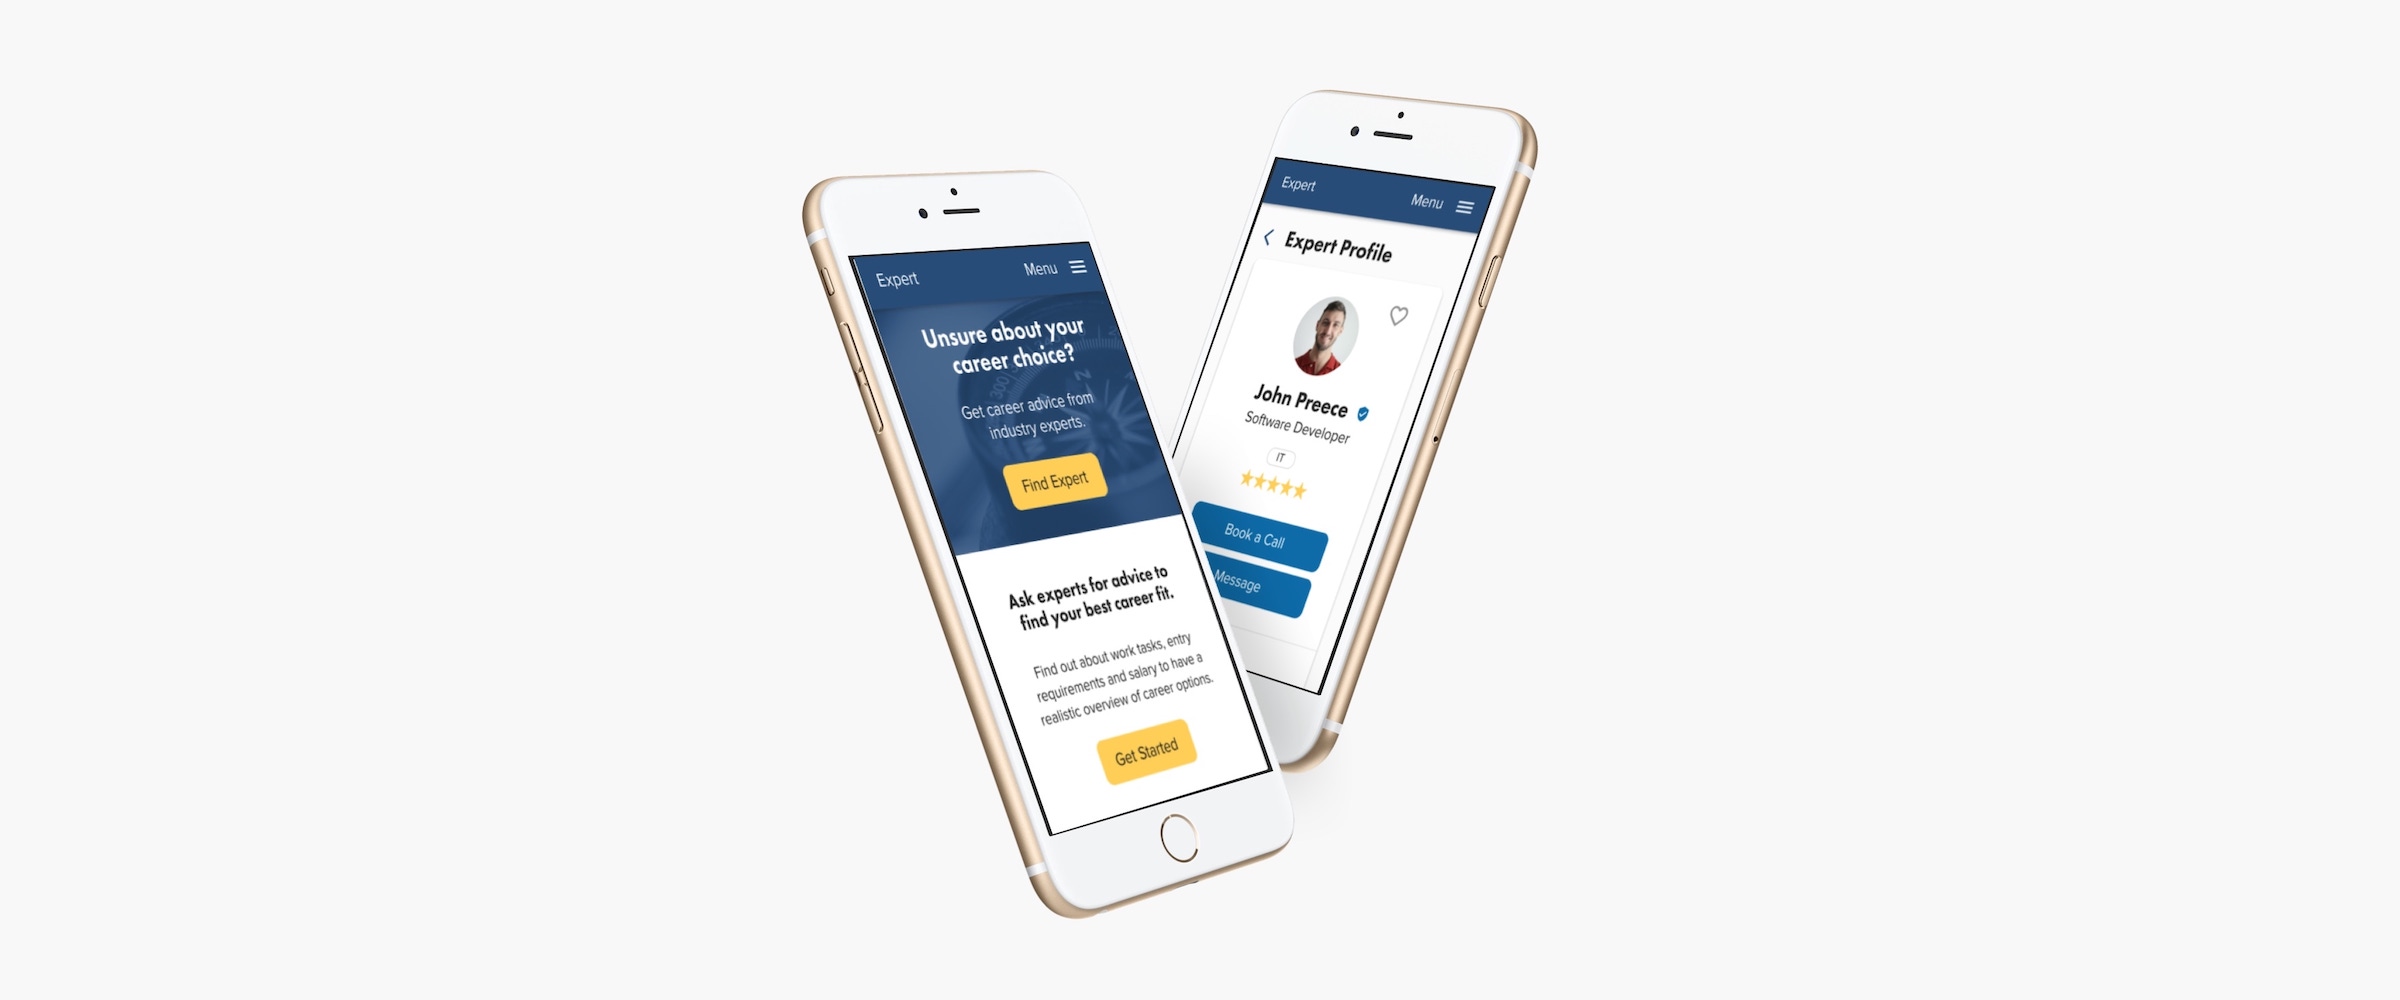 Expert
Menu
Unsure about your
career choice?
Get career advice from
industry experts.
Find Expert
Ask experts for advice to
find your best career fit.
Find out about work tasks, entry
requirements and salary to have a
realistic overview of career options.
Get Started
Expert
Menu
Expert Profile
John Preece
Software Developer
IT
Book a Call
Message